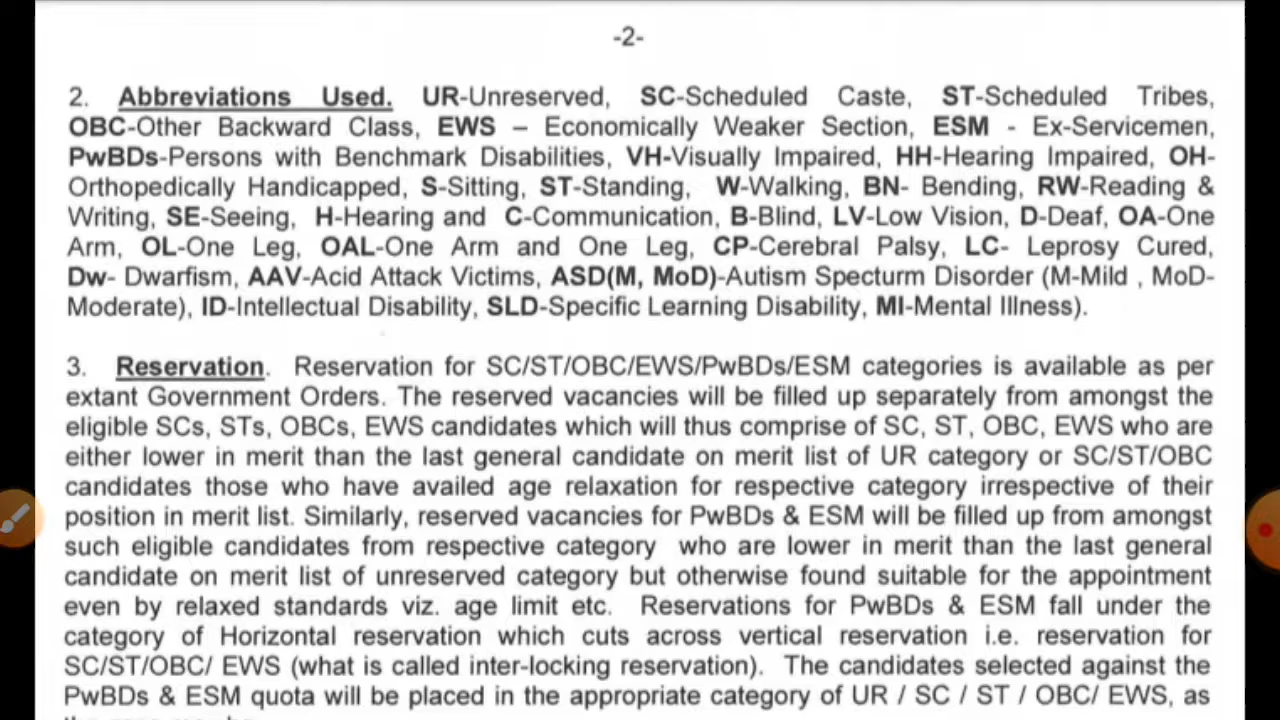 -2-
2. Abbreviations Used. UR-Unreserved, SC-Scheduled Caste, ST-Scheduled Tribes,
OBC-Other Backward Class, EWS – Economically Weaker Section, ESM - Ex-Servicemen,
PwBDs-Persons with Benchmark Disabilities, VH-Visually Impaired, HH-Hearing Impaired, OH-
Orthopedically Handicapped, S-Sitting, ST-Standing, W-Walking, BN- Bending, RW-Reading &
Writing, SE-Seeing, H-Hearing and C-Communication, B-Blind, LV-Low Vision, D-Deaf, OA-One
Arm, OL-One Leg, OAL-One Arm and One Leg, CP-Cerebral Palsy, LC- Leprosy Cured,
Dw- Dwarfism, AAV-Acid Attack Victims, ASD(M, MoD)-Autism Specturm Disorder (M-Mild , MoD-
Moderate), ID-Intellectual Disability, SLD-Specific Learning Disability, MI-Mental Illness).
3. Reservation. Reservation for SC/ST/OBC/EWS/PwBDs/ESM categories is available as per
extant Government Orders. The reserved vacancies will be filled up separately from amongst the
eligible SCs, STs, OBCs, EWS candidates which will thus comprise of SC, ST, OBC, EWS who are
either lower in merit than the last general candidate on merit list of UR category or SC/ST/OBC
candidates those who have availed age relaxation for respective category irrespective of their
position in merit list. Similarly, reserved vacancies for PwBDs & ESM will be filled up from amongst
such eligible candidates from respective category who are lower in merit than the last general
candidate on merit list of unreserved category but otherwise found suitable for the appointment
even by relaxed standards viz. age limit etc. Reservations for PwBDs & ESM fall under the
category of Horizontal reservation which cuts across vertical reservation i.e. reservation for
SC/ST/OBC/ EWS (what is called inter-locking reservation). The candidates selected against the
PwBDs & ESM quota will be placed in the appropriate category of UR / SC / ST / OBC/ EWS, as